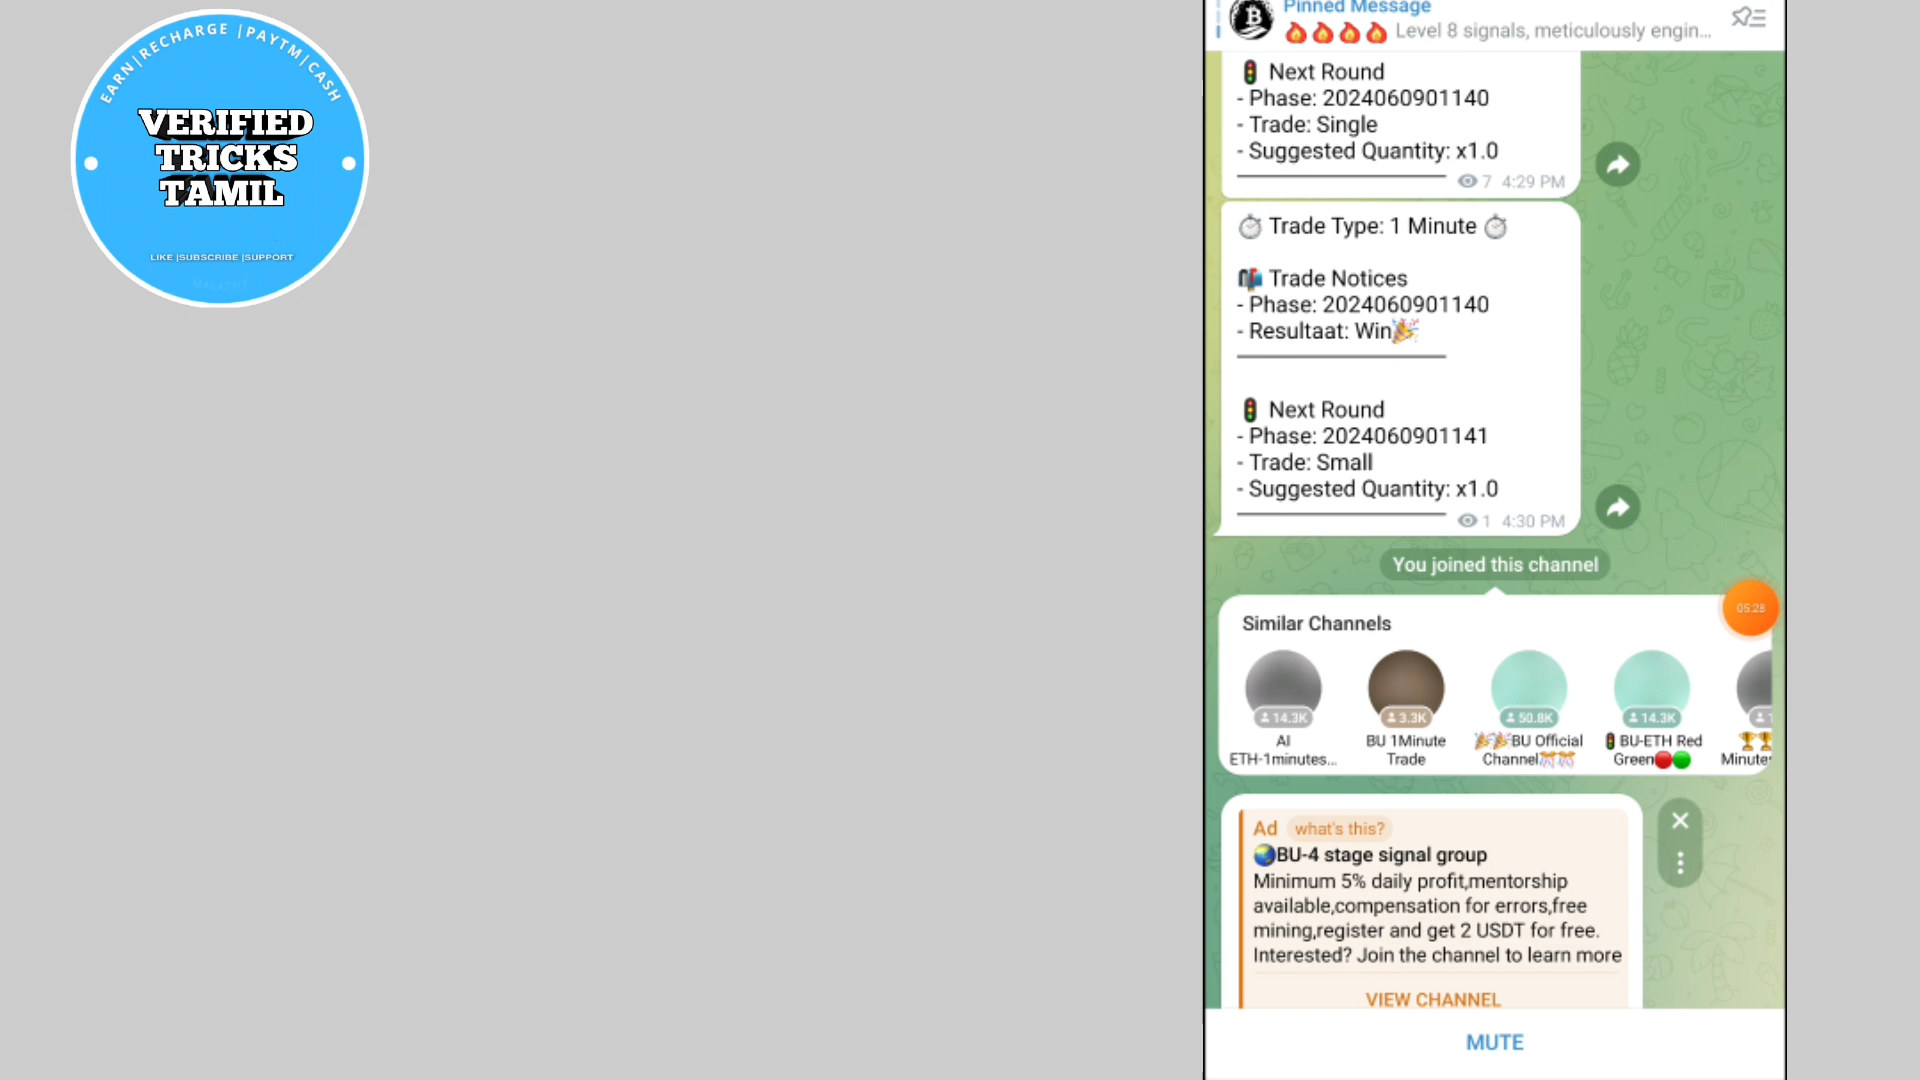 EARN|RECHARGE |PAYTM|CASH
VERIFIED
TRICKS
TAMIL
LIKE |SUBSCRIBE |SUPPORT
MALATHY
Pinned Message
🔥🔥🔥🔥 Level 8 signals, meticulously engin...
🚦 Next Round
- Phase: 2024060901140
- Trade: Single
- Suggested Quantity: x1.0
7 4:29 PM
⏱ Trade Type: 1 Minute ⏱
📬 Trade Notices
- Phase: 2024060901140
- Resultaat: Win🎉
🚦 Next Round
- Phase: 2024060901141
- Trade: Small
- Suggested Quantity: x1.0
1 4:30 PM
You joined this channel
05:28
Similar Channels
14.3K
3.3K
50.8K
14.3K
AI
ETH-1minutes...
BU 1Minute
Trade
🎉🎉BU Official
Channel🎊🎊
🚦BU-ETH Red
Green🔴🟢
🏆🏆
Minute
Ad what's this?
🌏BU-4 stage signal group
Minimum 5% daily profit,mentorship
available,compensation for errors,free
mining,register and get 2 USDT for free.
Interested? Join the channel to learn more
VIEW CHANNEL
MUTE